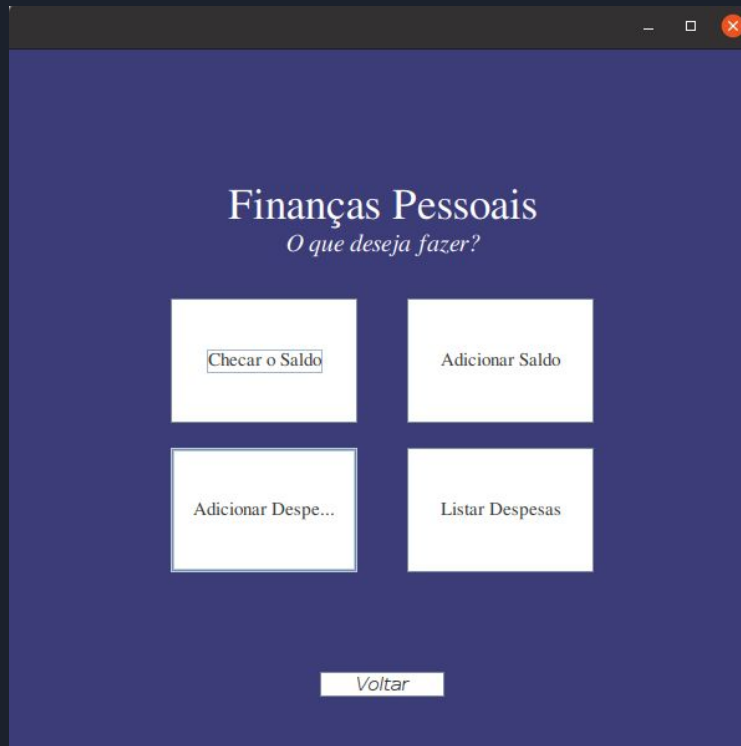 Finanças Pessoais
O que deseja fazer?
Checar o Saldo
Adicionar Saldo
Adicionar Despe...
Listar Despesas
Voltar